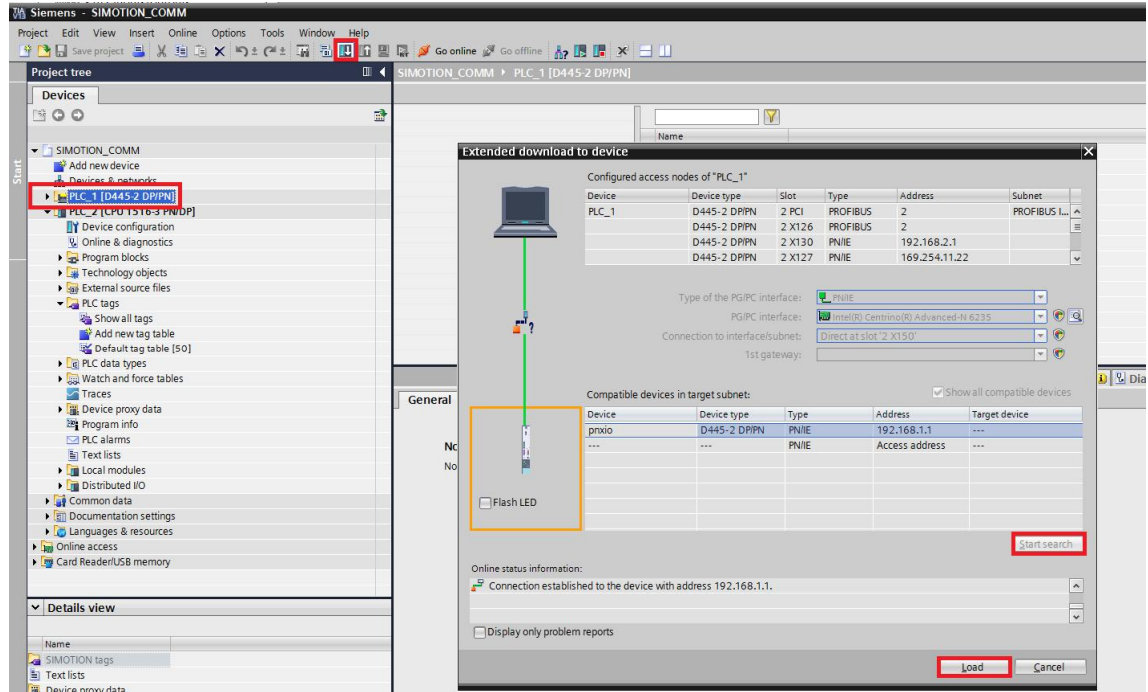 Siemens - SIMOTION_COMM
Project Edit View Insert Online Options Tools Window Help
Save project Go online Go offline
Project tree
SIMOTION_COMM PLC_1 [D445-2 DP/PN]
Devices
Start
SIMOTION_COMM
Add new device
Devices & networks
PLC_1 [D445-2 DP/PN]
PLC_2 [CPU 1516-3 PN/DP]
Device configuration
Online & diagnostics
Program blocks
Technology objects
External source files
PLC tags
Show all tags
Add new tag table
Default tag table [50]
PLC data types
Watch and force tables
Traces
Device proxy data
Program info
PLC alarms
Text lists
Local modules
Distributed I/O
Common data
Documentation settings
Languages & resources
Online access
Card Reader/USB memory
Details view
Name
SIMOTION tags
Text lists
Device proxy data
Name
General
No
No
Dia
Extended download to device
Configured access nodes of "PLC_1"
Device Device type Slot Type Address Subnet
PLC_1 D445-2 DP/PN 2 PCI PROFIBUS 2 PROFIBUS I...
D445-2 DP/PN 2 X126 PROFIBUS 2
D445-2 DP/PN 2 X130 PN/IE 192.168.2.1
D445-2 DP/PN 2 X127 PN/IE 169.254.11.22
Type of the PG/PC interface: PN/IE
PG/PC interface: Intel(R) Centrino(R) Advanced-N 6235
Connection to interface/subnet: Direct at slot '2 X150'
1st gateway:
?
Compatible devices in target subnet: Show all compatible devices
Device Device type Type Address Target device
pnxio D445-2 DP/PN PN/IE 192.168.1.1 ---
--- --- PN/IE Access address ---
Flash LED
Start search
Online status information:
Connection established to the device with address 192.168.1.1.
Display only problem reports
Load Cancel